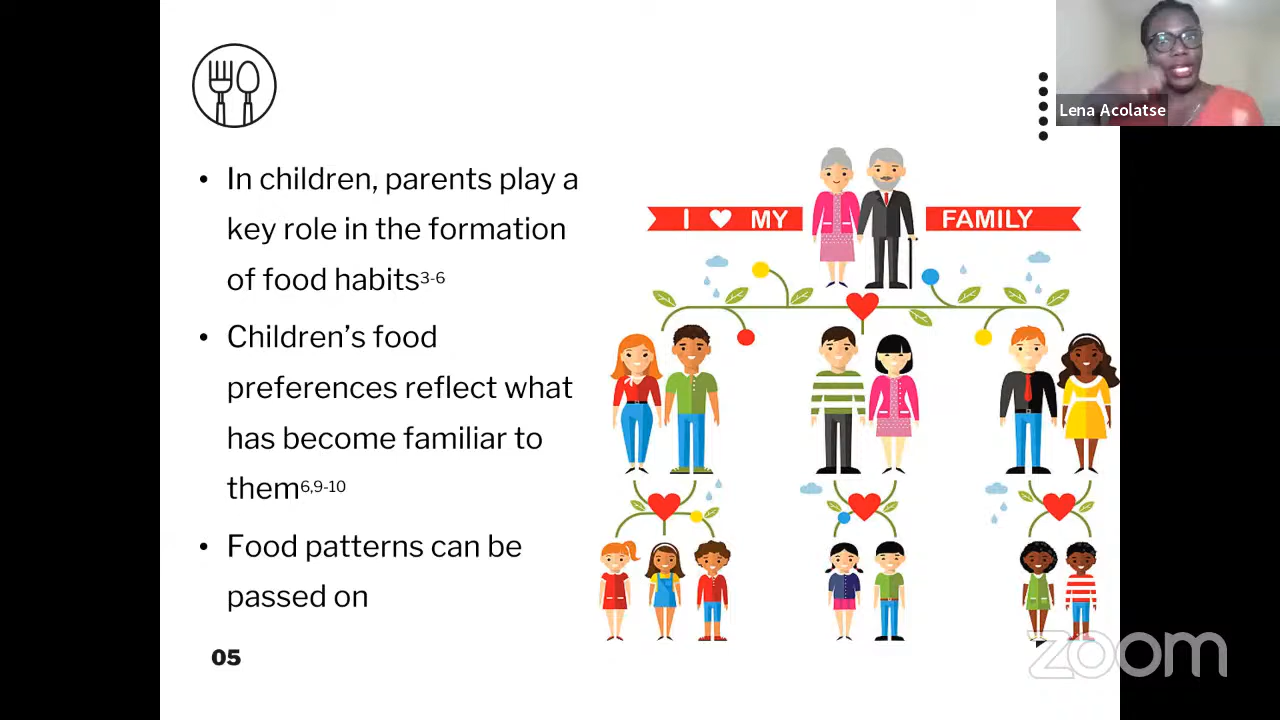 Lena Acolatse
• In children, parents play a
key role in the formation
of food habits3-6
• Children’s food
preferences reflect what
has become familiar to
them6,9-10
• Food patterns can be
passed on
I MY
FAMILY
05
zoom